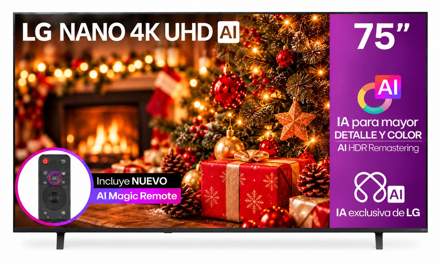 LG NANO 4K UHD AI
75”
AI
IA para mayor
DETALLE Y COLOR
AI HDR Remastering
AI
IA exclusiva de LG
Incluye NUEVO
AI Magic Remote